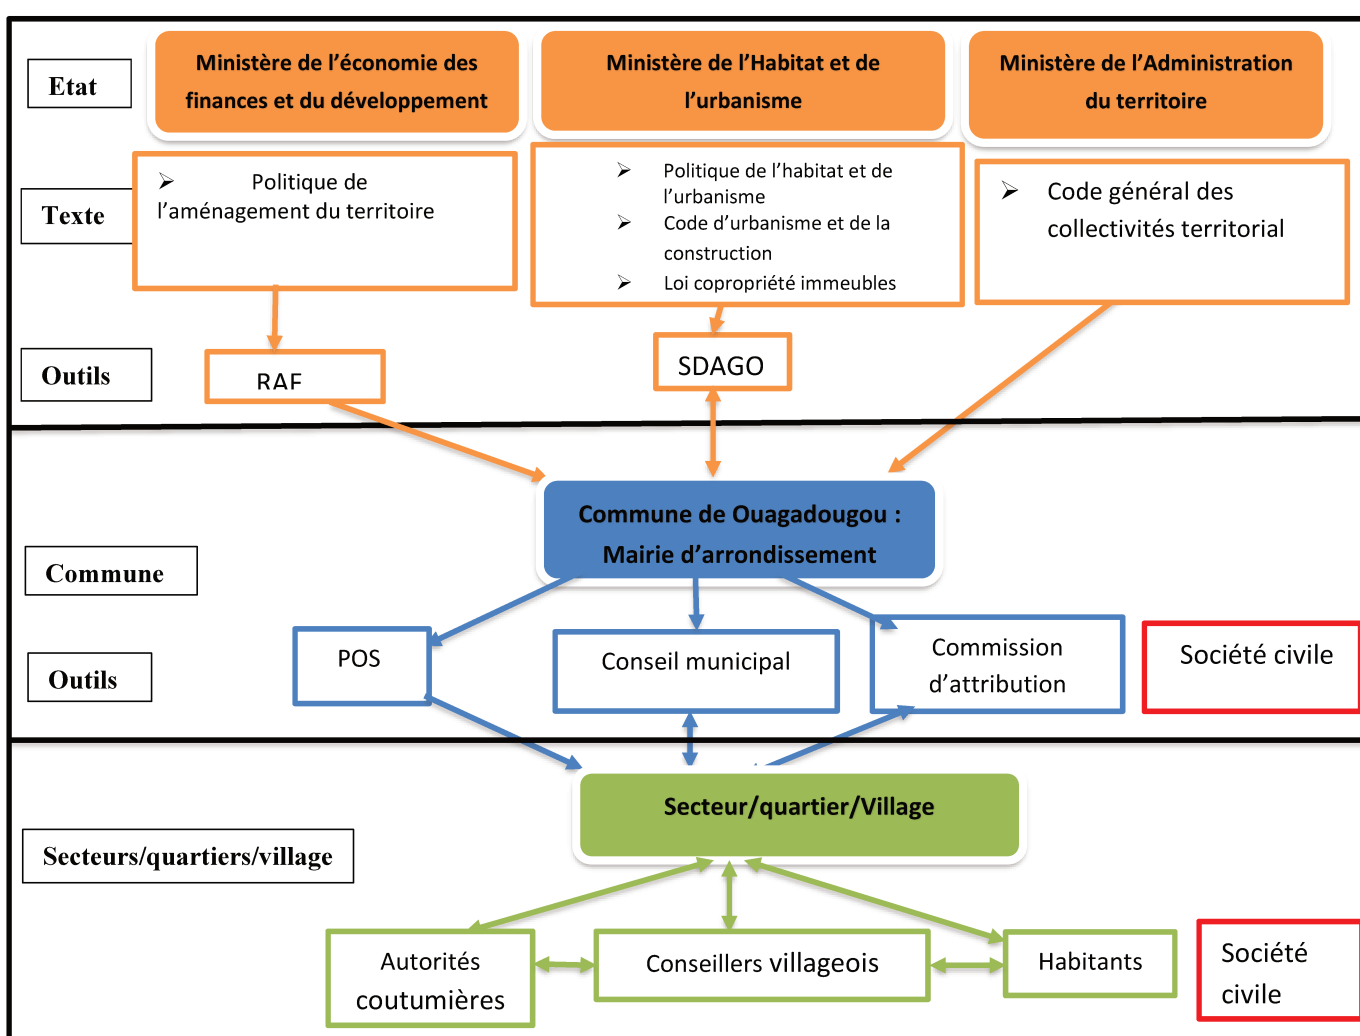 Etat
Ministère de l'économie des
finances et du développement
Ministère de l'Habitat et de
l'urbanisme
Ministère de l'Administration
du territoire
Texte
➢ Politique de
l'aménagement du territoire
➢ Politique de l'habitat et de
l'urbanisme
➢ Code d'urbanisme et de la
construction
➢ Loi copropriété immeubles
➢ Code général des
collectivités territorial
Outils
RAF
SDAGO
Commune
Commune de Ouagadougou :
Mairie d'arrondissement
Outils
POS
Conseil municipal
Commission
d'attribution
Société civile
Secteurs/quartiers/village
Secteur/quartier/Village
Autorités
coutumières
Conseillers villageois
Habitants
Société
civile